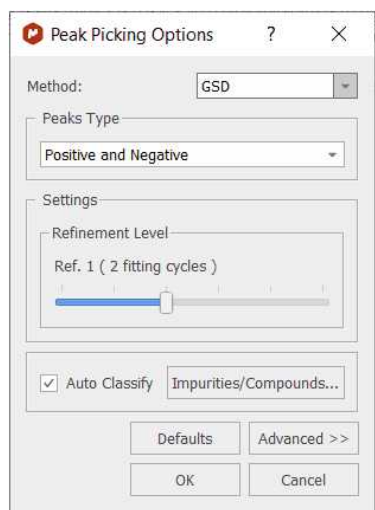 Peak Picking Options ?
Method: GSD
Peaks Type
Positive and Negative
Settings
Refinement Level
Ref. 1 ( 2 fitting cycles )
Auto Classify Impurities/Compounds...
Defaults Advanced >>
OK Cancel